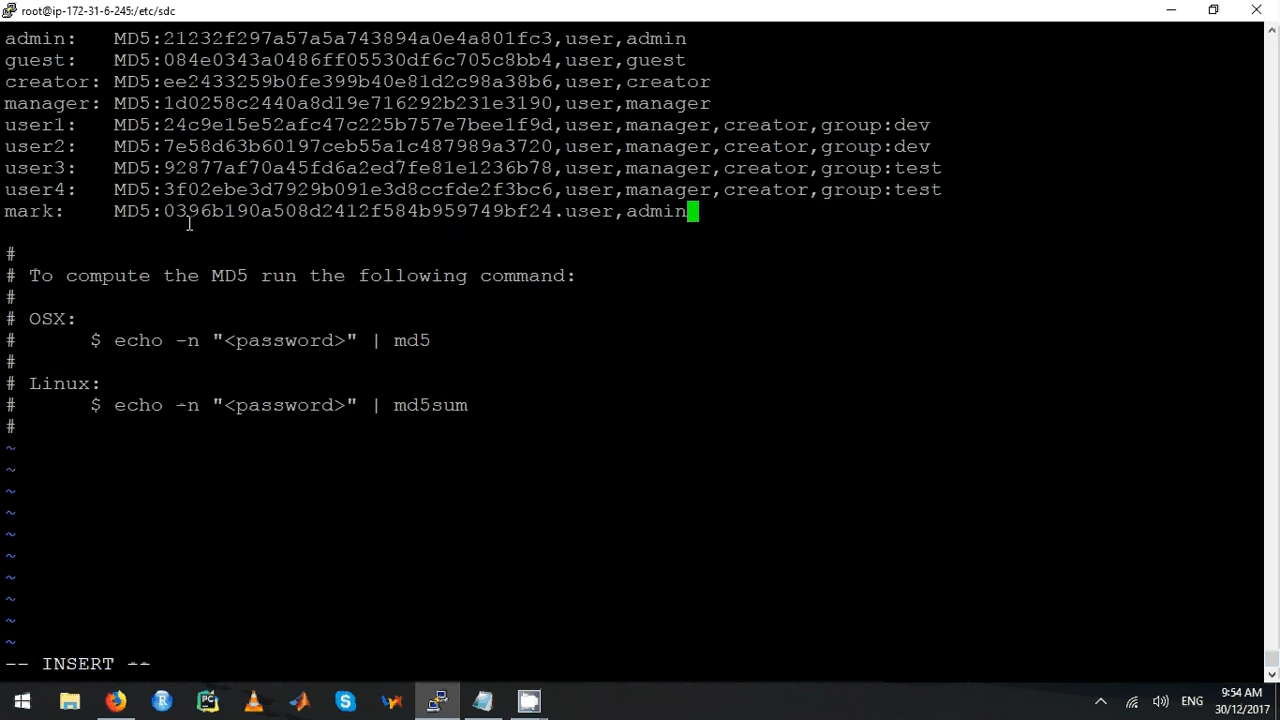 root@ip-172-31-6-245:/etc/sdc
admin:   MD5:21232f297a57a5a743894a0e4a801fc3,user,admin
guest:   MD5:084e0343a0486ff05530df6c705c8bb4,user,guest
creator: MD5:ee2433259b0fe399b40e81d2c98a38b6,user,creator
manager: MD5:1d0258c2440a8d19e716292b231e3190,user,manager
user1:   MD5:24c9e15e52afc47c225b757e7bee1f9d,user,manager,creator,group:dev
user2:   MD5:7e58d63b60197ceb55a1c487989a3720,user,manager,creator,group:dev
user3:   MD5:92877af70a45fd6a2ed7fe81e1236b78,user,manager,creator,group:test
user4:   MD5:3f02ebe3d7929b091e3d8ccfde2f3bc6,user,manager,creator,group:test
mark:    MD5:0396b190a508d2412f584b959749bf24.user,admin
#
# To compute the MD5 run the following command:
#
# OSX:
#      $ echo -n "<password>" | md5
#
# Linux:
#      $ echo -n "<password>" | md5sum
#
~
~
~
~
~
~
~
~
~
~
-- INSERT --
ENG
9:54 AM
30/12/2017